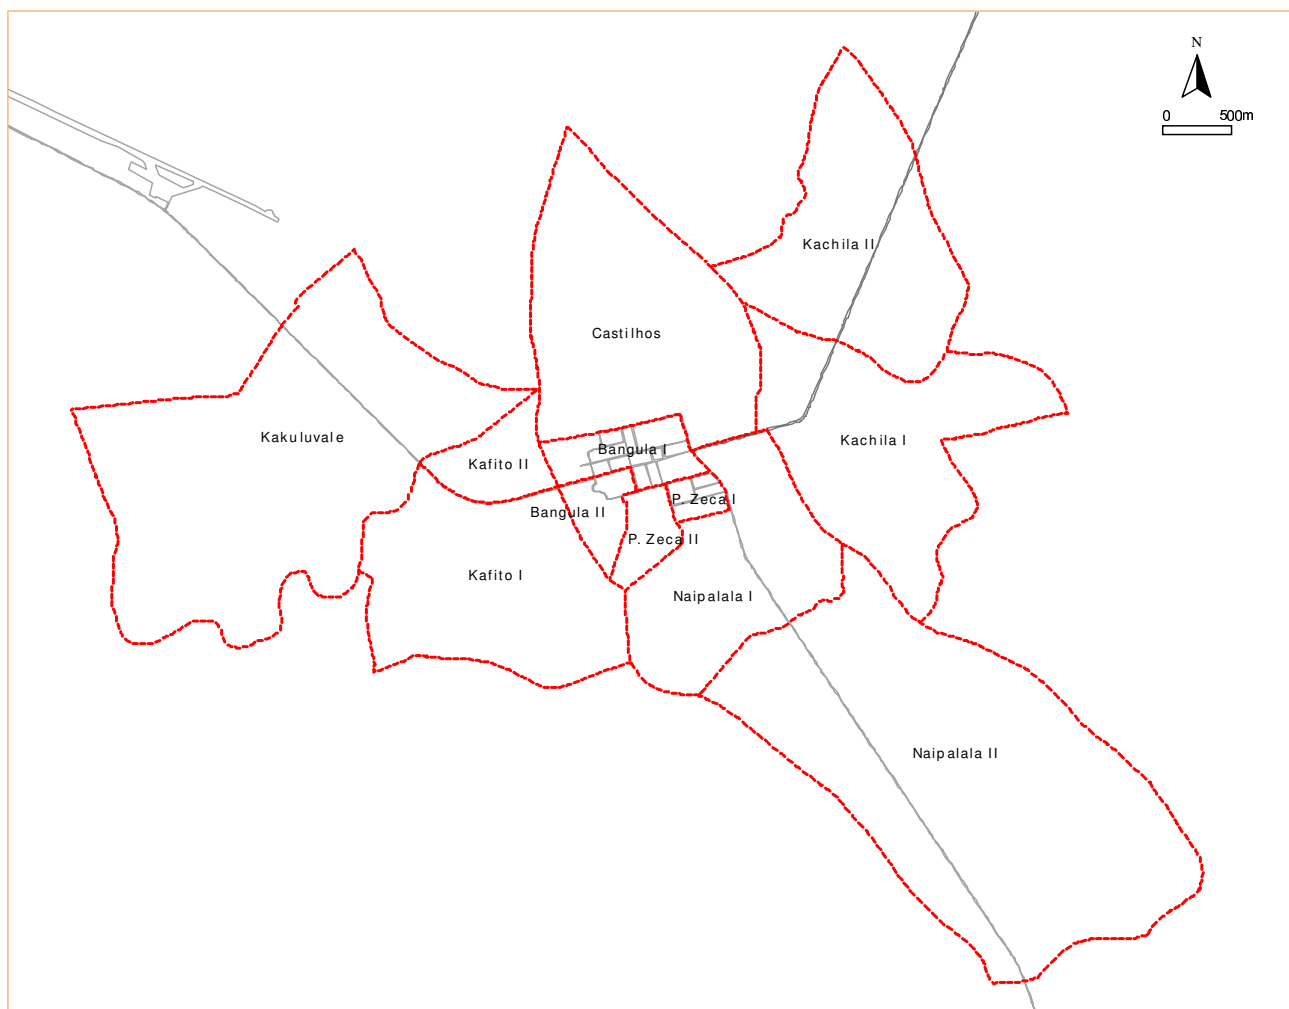 N
0 500m
Kachila II
Castilhos
Kakuluvale
Kachila I
Bangula I
Kafito II
P. Zeca I
Bangula II
P. Zeca II
Kafito I
Naipalala I
Naipalala II